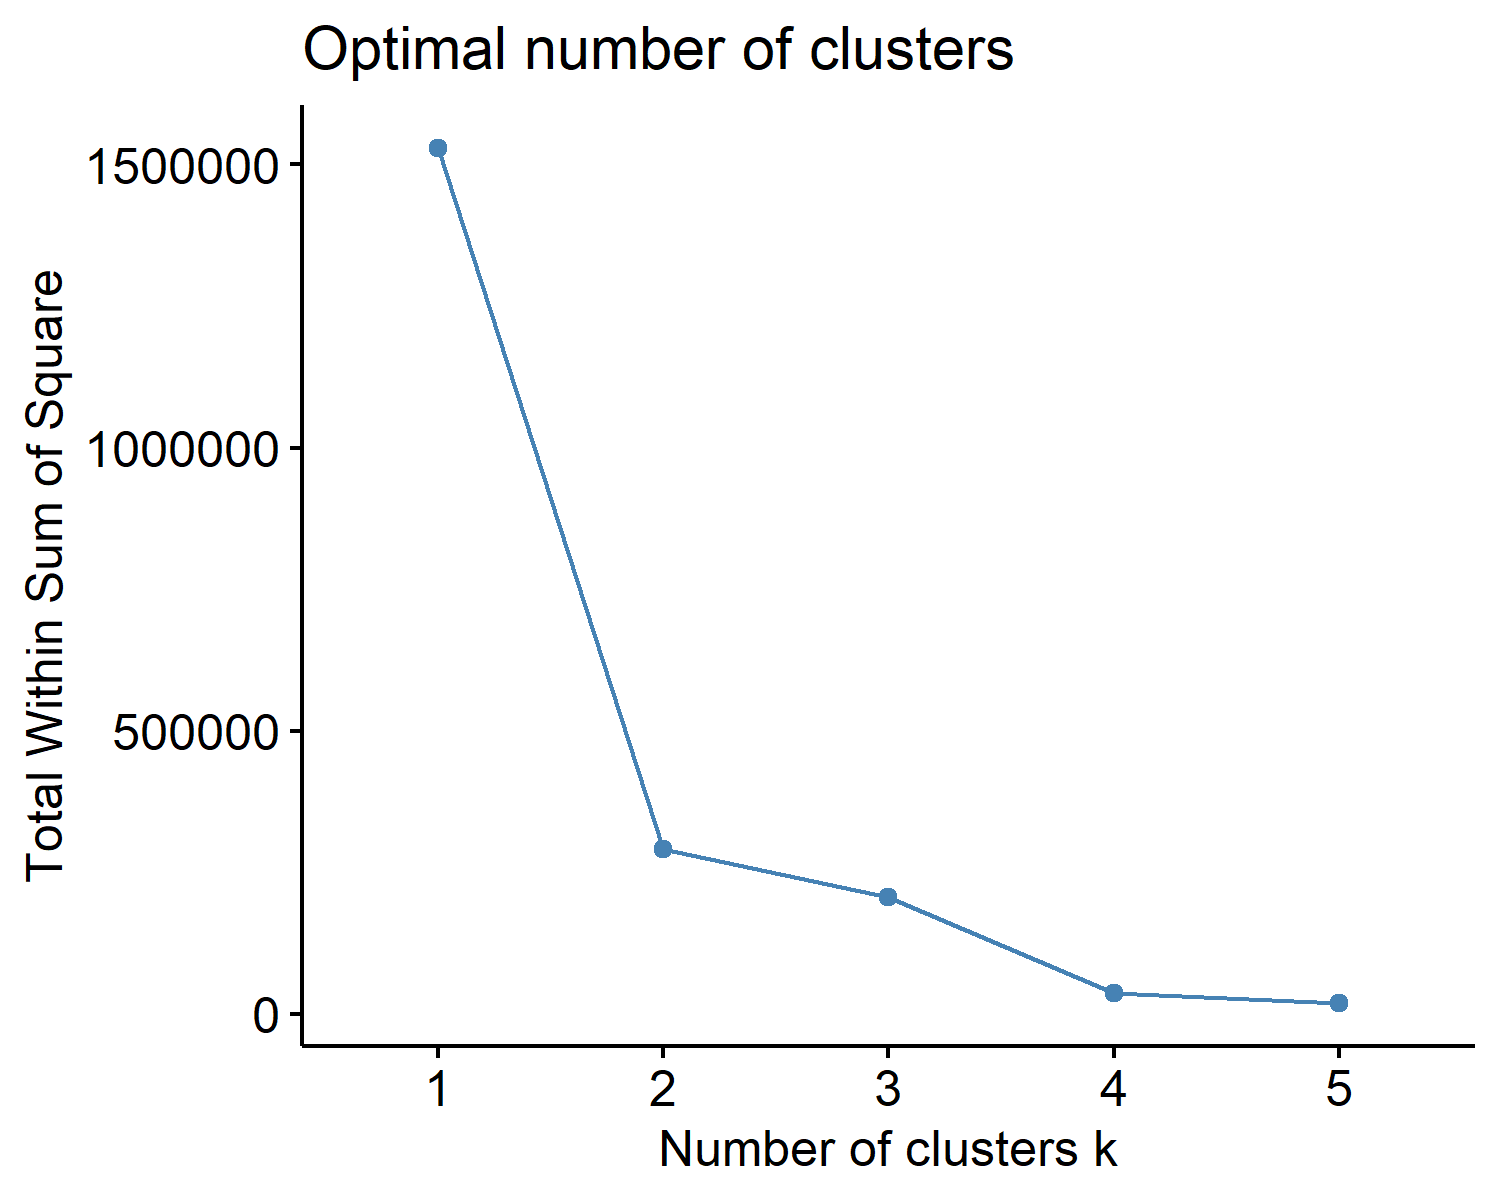 Optimal number of clusters
Total Within Sum of Square
1500000
1000000
500000
0
1 2 3 4 5
Number of clusters k